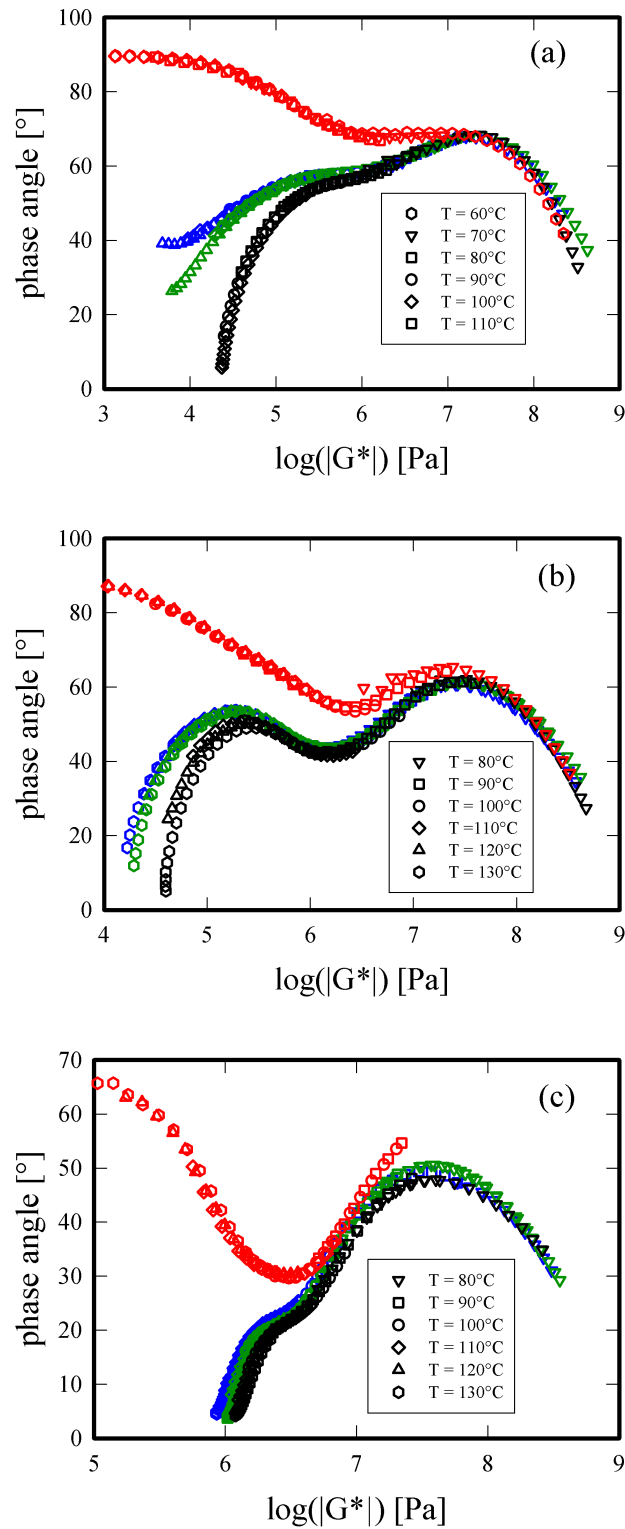 100
(a)
80
60
40
20
0
phase angle [°]
T = 60°C
T = 70°C
T = 80°C
T = 90°C
T = 100°C
T = 110°C
3 4 5 6 7 8 9
log(|G*|) [Pa]
100
(b)
80
60
40
20
0
phase angle [°]
T = 80°C
T = 90°C
T = 100°C
T =110°C
T = 120°C
T = 130°C
4 5 6 7 8 9
log(|G*|) [Pa]
70
(c)
60
50
40
30
20
10
0
phase angle [°]
T = 80°C
T = 90°C
T = 100°C
T = 110°C
T = 120°C
T = 130°C
5 6 7 8 9
log(|G*|) [Pa]